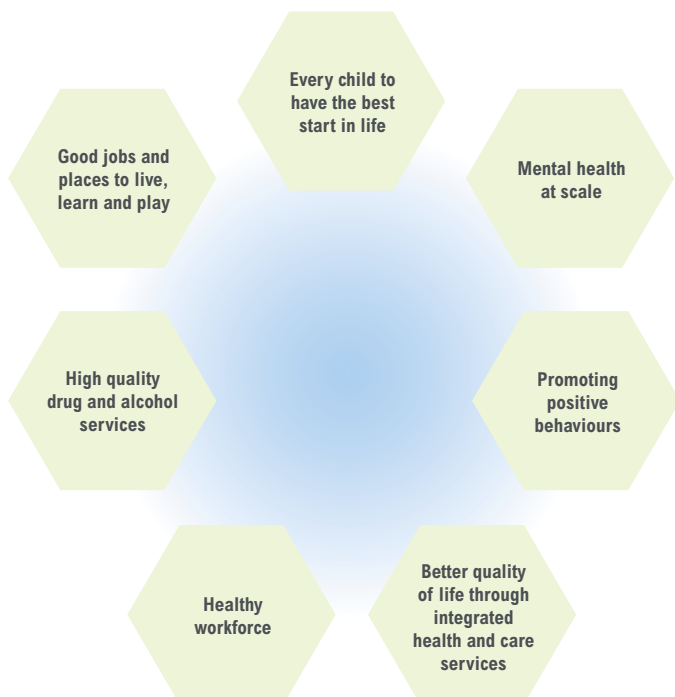 Every child to
have the best
start in life
Mental health
at scale
Promoting
positive
behaviours
Better quality
of life through
integrated
health and care
services
Healthy
workforce
High quality
drug and alcohol
services
Good jobs and
places to live,
learn and play